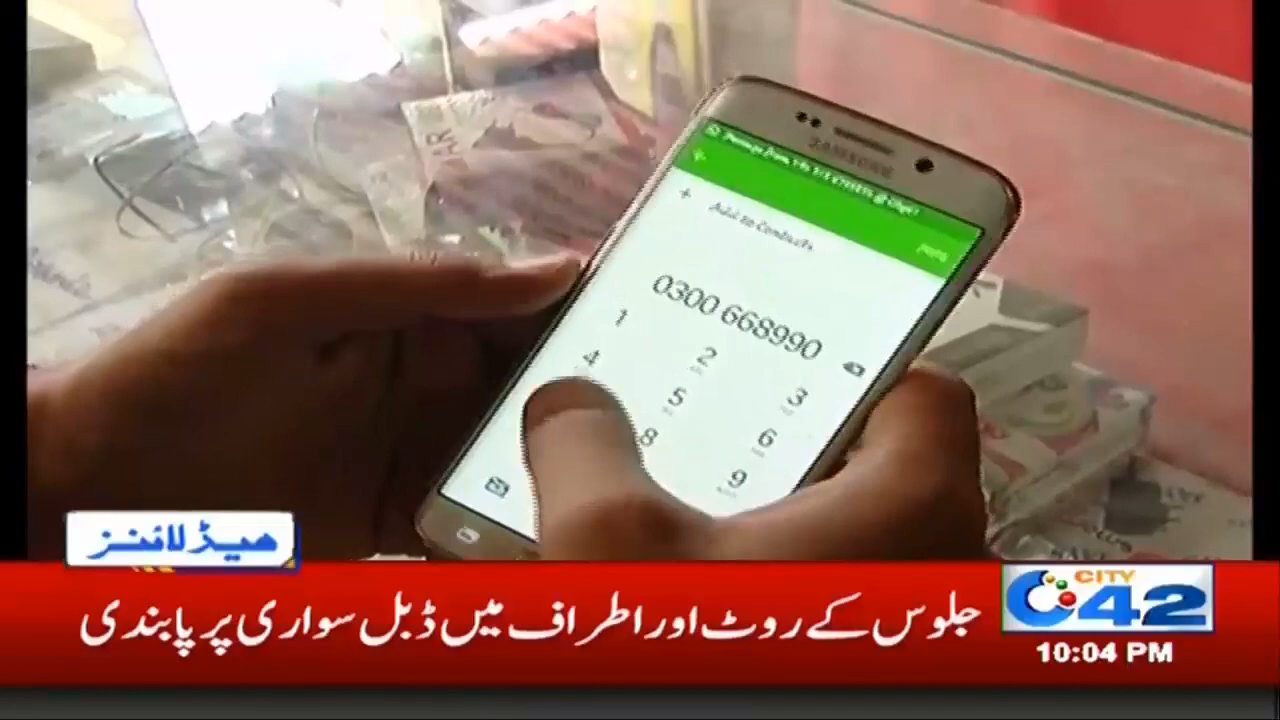 SAMSUNG
Add to Contacts
0300 668990
1
2
3
4
5
6
8
9
ھیڈ لائنز
جلوس کے روٹ اور اطراف میں ڈبل سواری پر پابندی
CITY
42
10:04 PM